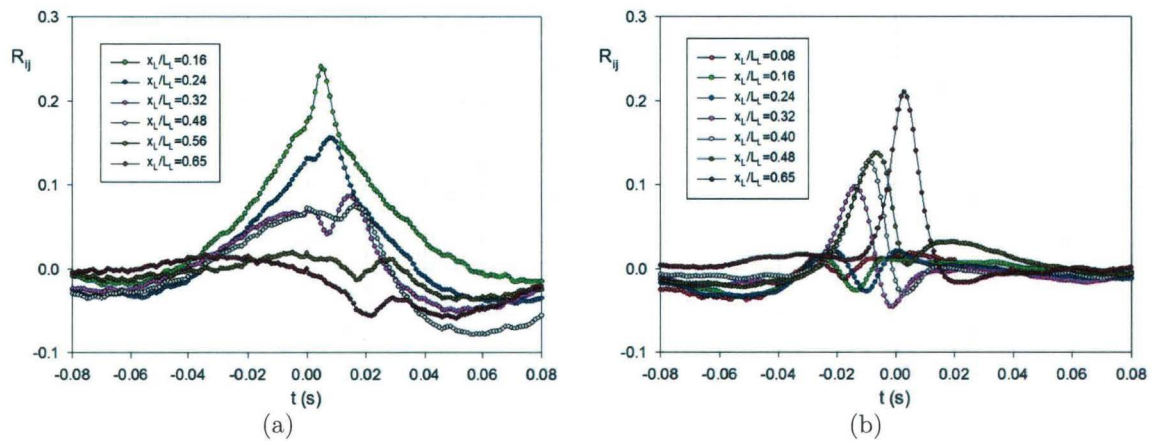 0.3
R_ij
0.2
0.1
0.0
-0.1
x_L/L_L=0.16
x_L/L_L=0.24
x_L/L_L=0.32
x_L/L_L=0.48
x_L/L_L=0.56
x_L/L_L=0.65
-0.08 -0.06 -0.04 -0.02 0.00 0.02 0.04 0.06 0.08
t (s)
(a)
0.3
R_ij
0.2
0.1
0.0
-0.1
x_L/L_L=0.08
x_L/L_L=0.16
x_L/L_L=0.24
x_L/L_L=0.32
x_L/L_L=0.40
x_L/L_L=0.48
x_L/L_L=0.65
-0.08 -0.06 -0.04 -0.02 0.00 0.02 0.04 0.06 0.08
t (s)
(b)